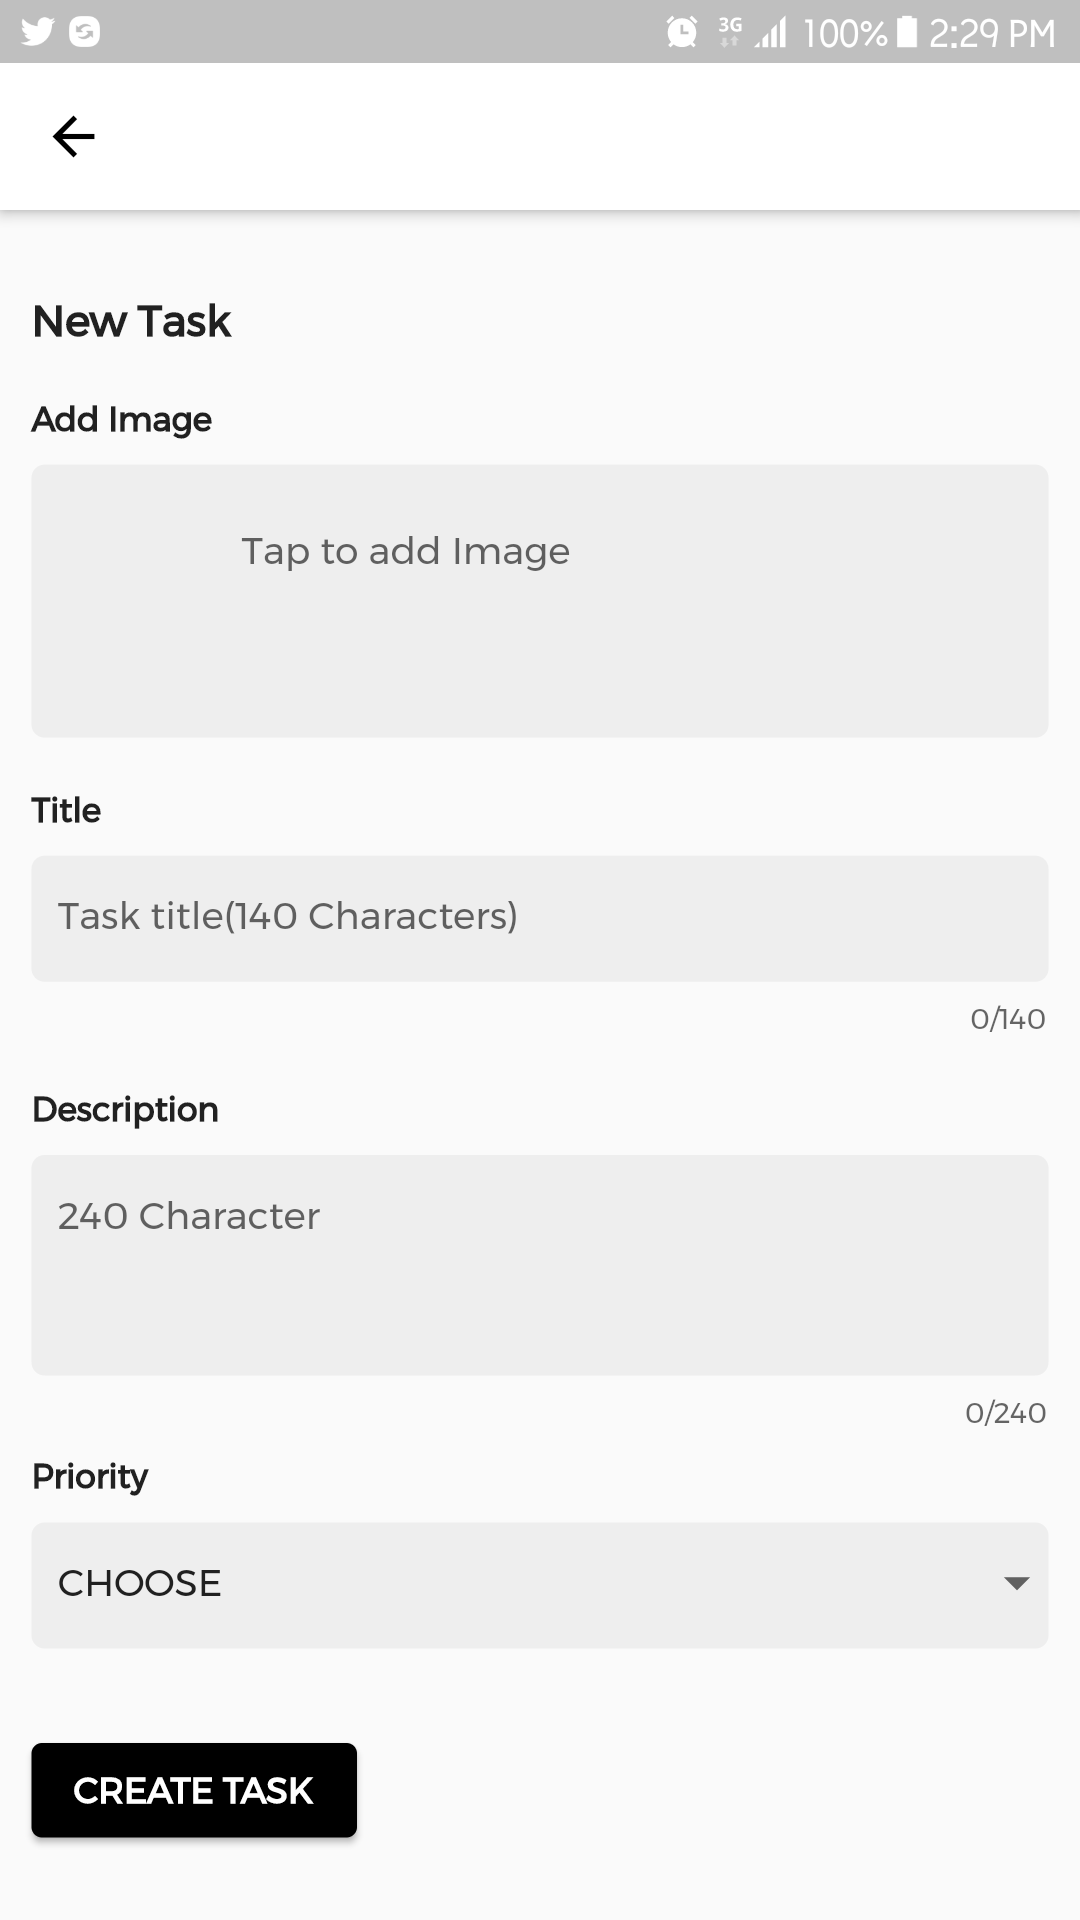 3G 100% 2:29 PM
New Task
Add Image
Tap to add Image
Title
Task title(140 Characters)
0/140
Description
240 Character
0/240
Priority
CHOOSE
CREATE TASK